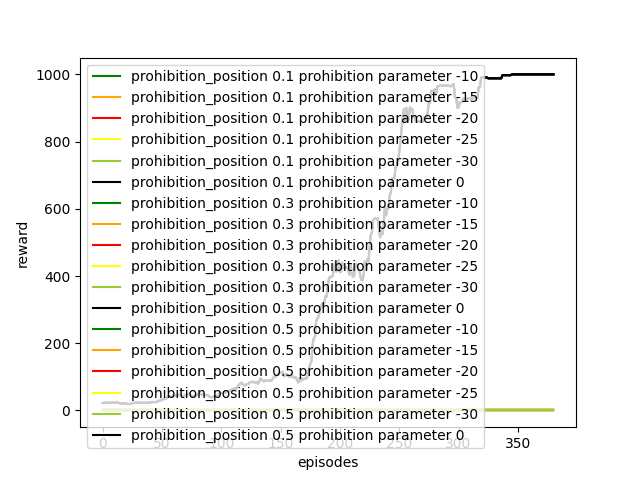 1000
800
600
400
200
0
reward
prohibition_position 0.1 prohibition parameter -10
prohibition_position 0.1 prohibition parameter -15
prohibition_position 0.1 prohibition parameter -20
prohibition_position 0.1 prohibition parameter -25
prohibition_position 0.1 prohibition parameter -30
prohibition_position 0.1 prohibition parameter 0
prohibition_position 0.3 prohibition parameter -10
prohibition_position 0.3 prohibition parameter -15
prohibition_position 0.3 prohibition parameter -20
prohibition_position 0.3 prohibition parameter -25
prohibition_position 0.3 prohibition parameter -30
prohibition_position 0.3 prohibition parameter 0
prohibition_position 0.5 prohibition parameter -10
prohibition_position 0.5 prohibition parameter -15
prohibition_position 0.5 prohibition parameter -20
prohibition_position 0.5 prohibition parameter -25
prohibition_position 0.5 prohibition parameter -30
prohibition_position 0.5 prohibition parameter 0
0 50 100 150 200 250 300 350
episodes